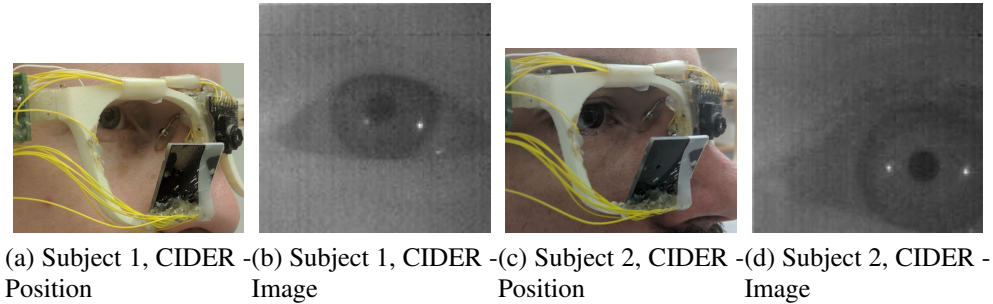 (a) Subject 1, CIDER -(b) Subject 1, CIDER -(c) Subject 2, CIDER -(d) Subject 2, CIDER -
Position Image Position Image